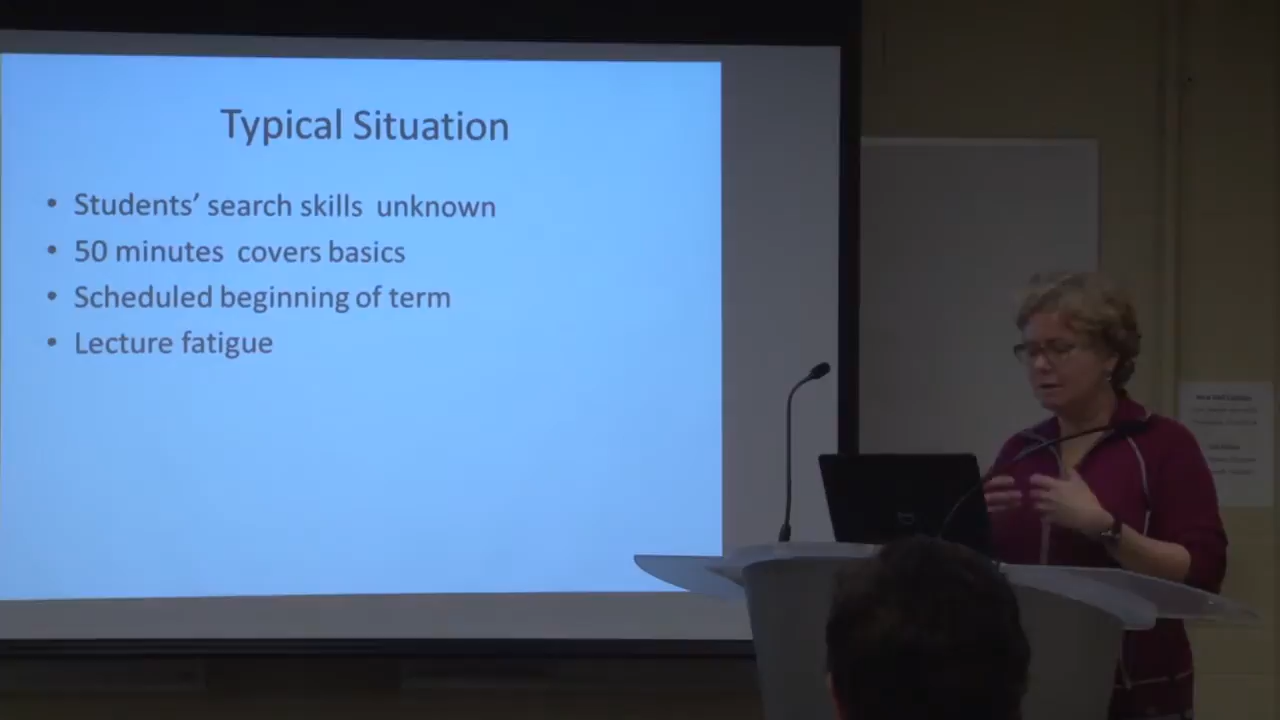 Typical Situation
• Students’ search skills unknown
• 50 minutes covers basics
• Scheduled beginning of term
• Lecture fatigue